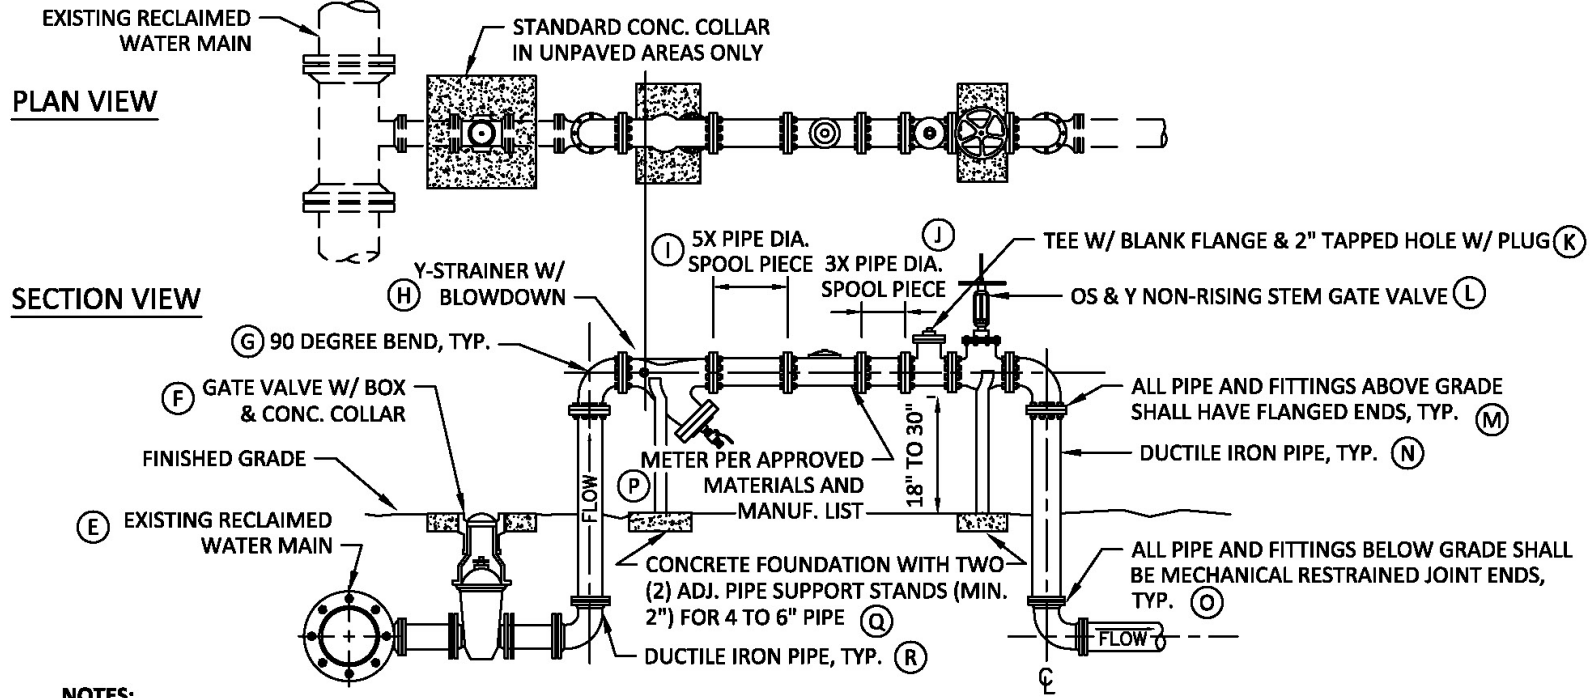 EXISTING RECLAIMED
WATER MAIN
STANDARD CONC. COLLAR
IN UNPAVED AREAS ONLY
PLAN VIEW
SECTION VIEW
Y-STRAINER W/
BLOWDOWN
H
I
5X PIPE DIA.
SPOOL PIECE
J
3X PIPE DIA.
SPOOL PIECE
TEE W/ BLANK FLANGE & 2" TAPPED HOLE W/ PLUG K
OS & Y NON-RISING STEM GATE VALVE L
G 90 DEGREE BEND, TYP.
F GATE VALVE W/ BOX
& CONC. COLLAR
ALL PIPE AND FITTINGS ABOVE GRADE
SHALL HAVE FLANGED ENDS, TYP. M
FINISHED GRADE
FLOW
P
METER PER APPROVED
MATERIALS AND
MANUF. LIST
18" TO 30"
DUCTILE IRON PIPE, TYP. N
E EXISTING RECLAIMED
WATER MAIN
CONCRETE FOUNDATION WITH TWO
(2) ADJ. PIPE SUPPORT STANDS (MIN.
2") FOR 4 TO 6" PIPE Q
ALL PIPE AND FITTINGS BELOW GRADE SHALL
BE MECHANICAL RESTRAINED JOINT ENDS,
TYP. O
DUCTILE IRON PIPE, TYP. R
FLOW
CL
NOTES: